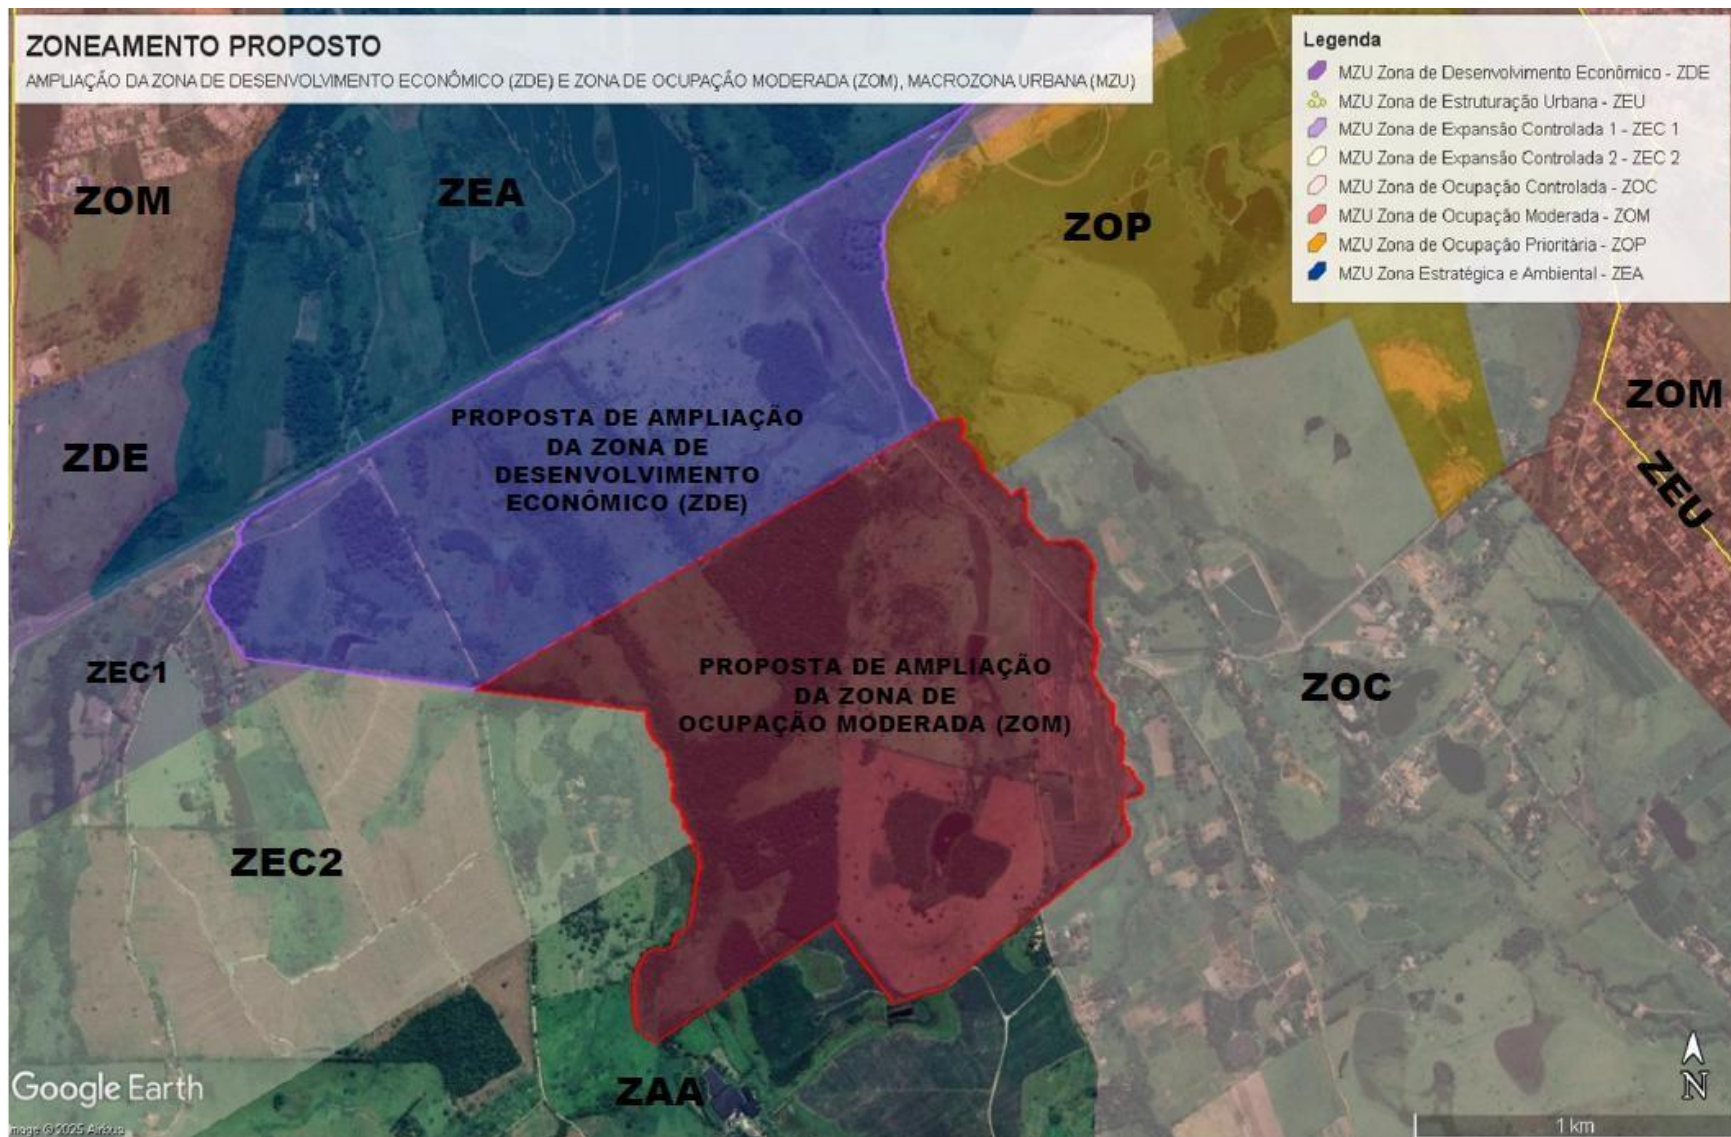 ZONEAMENTO PROPOSTO
AMPLIAÇÃO DA ZONA DE DESENVOLVIMENTO ECONÔMICO (ZDE) E ZONA DE OCUPAÇÃO MODERADA (ZOM), MACROZONA URBANA (MZU)
Legenda
MZU Zona de Desenvolvimento Econômico - ZDE
MZU Zona de Estruturação Urbana - ZEU
MZU Zona de Expansão Controlada 1 - ZEC 1
MZU Zona de Expansão Controlada 2 - ZEC 2
MZU Zona de Ocupação Controlada - ZOC
MZU Zona de Ocupação Moderada - ZOM
MZU Zona de Ocupação Prioritária - ZOP
MZU Zona Estratégica e Ambiental - ZEA
ZOM
ZEA
ZOP
ZOM
ZDE
PROPOSTA DE AMPLIAÇÃO
DA ZONA DE
DESENVOLVIMENTO
ECONÔMICO (ZDE)
ZEU
ZEC1
PROPOSTA DE AMPLIAÇÃO
DA ZONA DE
OCUPAÇÃO MODERADA (ZOM)
ZOC
ZEC2
ZAA
Google Earth
Image © 2025 Airbus
N
1 km